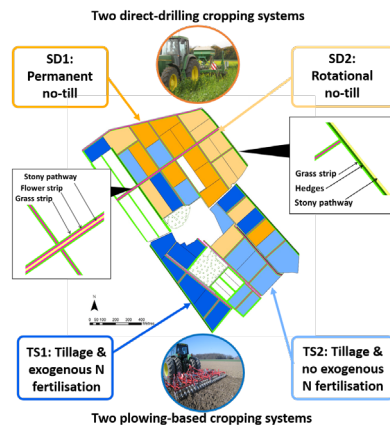 Two direct-drilling cropping systems
SD1:
Permanent
no-till
SD2:
Rotational
no-till
Stony pathway
Flower strip
Grass strip
Grass strip
Hedges
Stony pathway
N
TS1: Tillage &
exogenous N
fertilisation
TS2: Tillage &
no exogenous
N fertilisation
Two plowing-based cropping systems